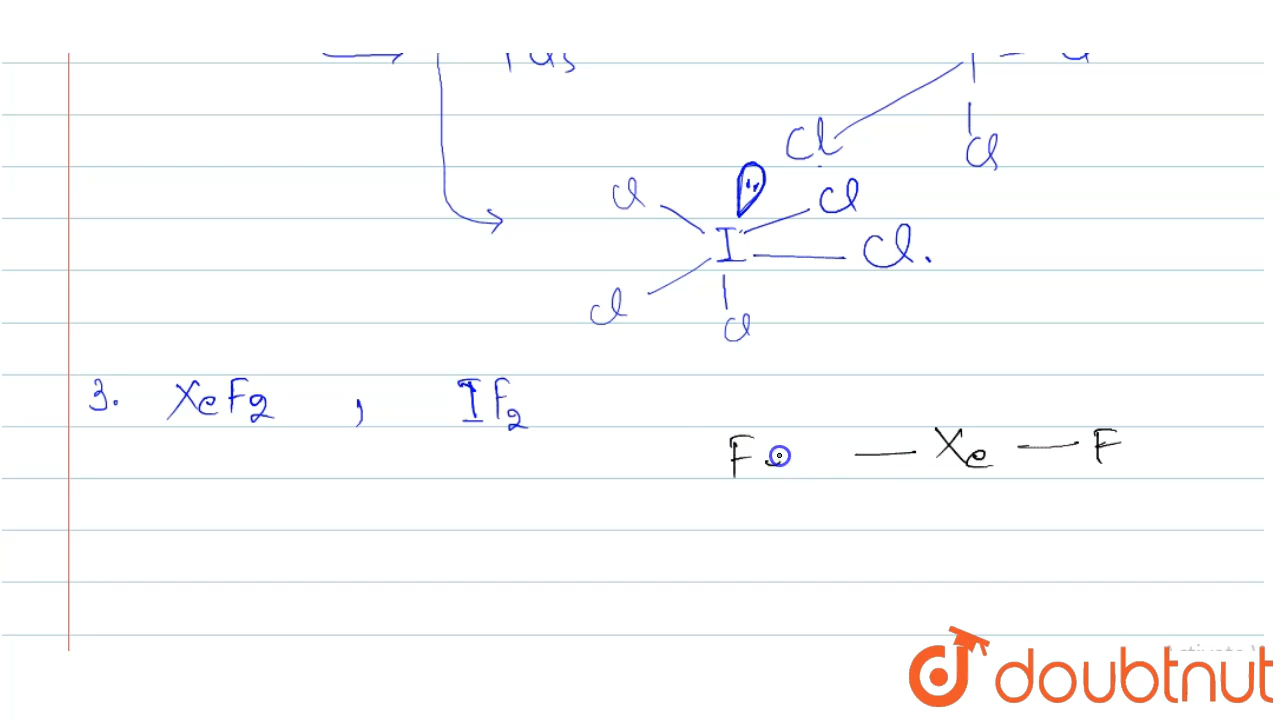 Cl
Cl
Cl Cl
I Cl.
Cl
Cl
3. XeF2 , IF2
F — Xe — F
doubtnut